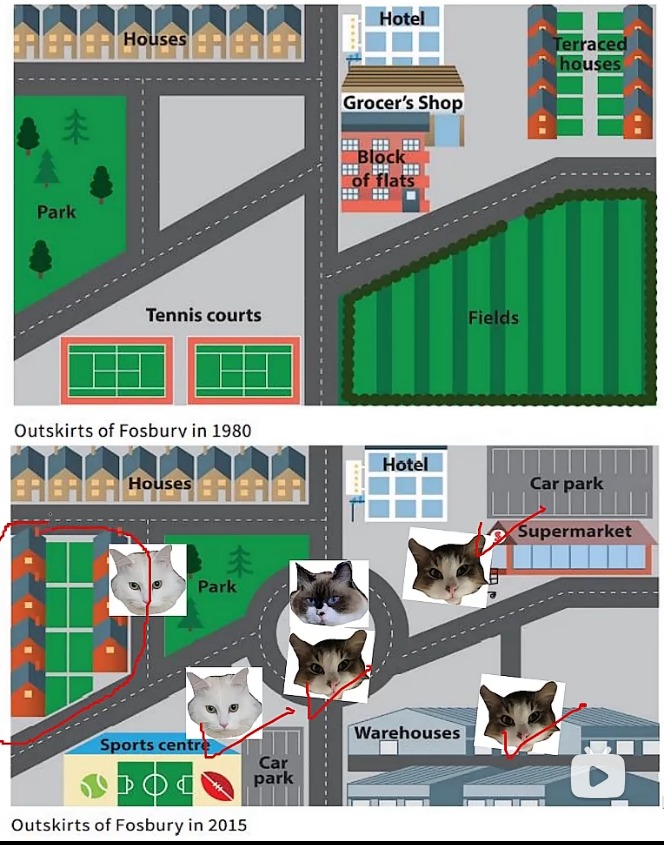 Houses
Hotel
Terraced
houses
Grocer's Shop
Block
of flats
Park
Tennis courts
Fields
Outskirts of Fosbury in 1980
Houses
Hotel
Car park
Supermarket
$
Park
Warehouses
Sports centre
Car
park
Outskirts of Fosbury in 2015